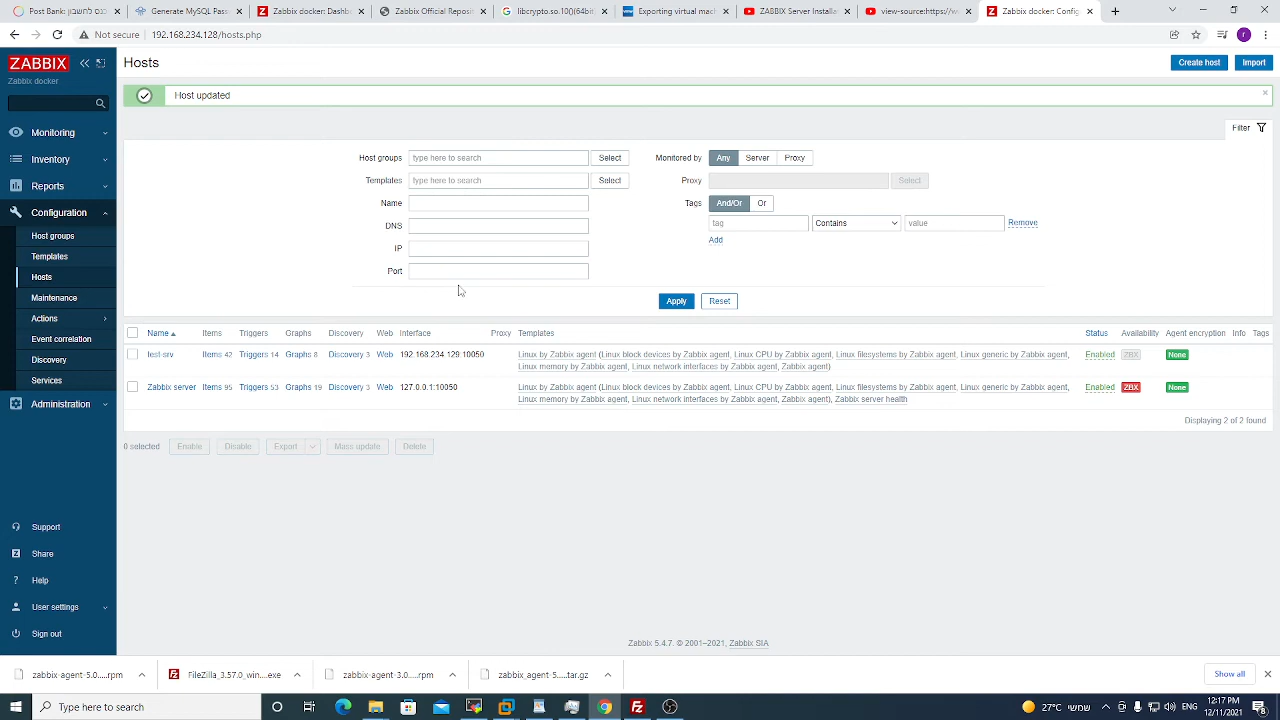 Post Bank | დაწერ პოსტ
Generate MySQL Pass
Zabbix docker: Dashbo
Zabbix Official Reposit
libcrypto.so.10()(64bit)
Exporting virtual mach
ZABBIX Server Installa
view-source:https://w
Zabbix docker: Config
Not secure | 192.168.234.128/hosts.php
ZABBIX
Zabbix docker
Monitoring
Inventory
Reports
Configuration
Host groups
Templates
Hosts
Maintenance
Actions
Event correlation
Discovery
Services
Administration
Support
Share
Help
User settings
Sign out
Hosts
Create host
Import
Host updated
Filter
Host groups
type here to search
Select
Monitored by
Any
Server
Proxy
Templates
type here to search
Select
Proxy
Select
Name
Tags
And/Or
Or
DNS
tag
Contains
value
Remove
Add
IP
Port
Apply
Reset
Name Items Triggers Graphs Discovery Web Interface Proxy Templates Status Availability Agent encryption Info Tags
test-srv Items 42 Triggers 14 Graphs 8 Discovery 3 Web 192.168.234.129:10050 Linux by Zabbix agent (Linux block devices by Zabbix agent, Linux CPU by Zabbix agent, Linux filesystems by Zabbix agent, Linux generic by Zabbix agent, Enabled ZBX None
Linux memory by Zabbix agent, Linux network interfaces by Zabbix agent, Zabbix agent)
Zabbix server Items 95 Triggers 53 Graphs 19 Discovery 3 Web 127.0.0.1:10050 Linux by Zabbix agent (Linux block devices by Zabbix agent, Linux CPU by Zabbix agent, Linux filesystems by Zabbix agent, Linux generic by Zabbix agent, Enabled ZBX None
Linux memory by Zabbix agent, Linux network interfaces by Zabbix agent, Zabbix agent), Zabbix server health
Displaying 2 of 2 found
0 selected
Enable
Disable
Export
Mass update
Delete
Zabbix 5.4.7. © 2001–2021, Zabbix SIA
zabbix-agent-5.0....rpm
FileZilla_3.57.0_win....exe
zabbix-agent-3.0....rpm
zabbix_agent-5....tar.gz
Show all
Type here to search
27°C
12:17 PM
12/11/2021